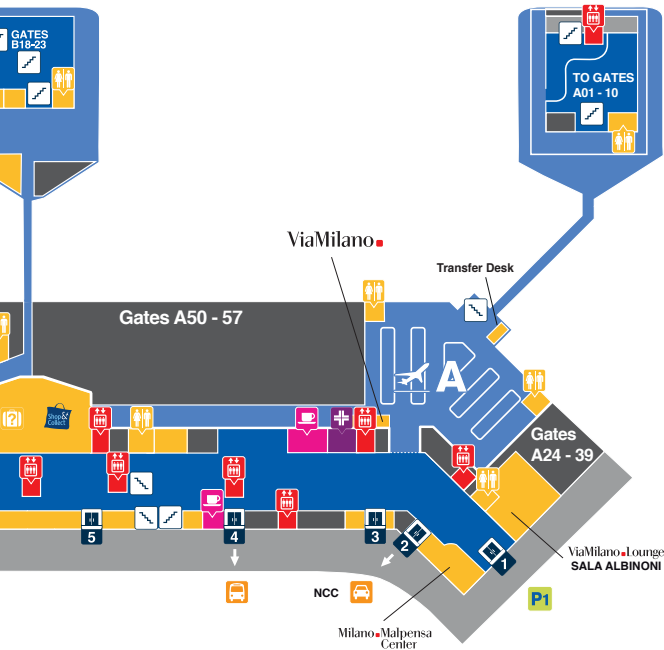 GATES
B18-23
TO GATES
A01 - 10
ViaMilano
Transfer Desk
Gates A50 - 57
A
Shop&
Collect
Gates
A24 - 39
5
4
3
2
1
ViaMilano Lounge
SALA ALBINONI
NCC
P1
Milano Malpensa
Center